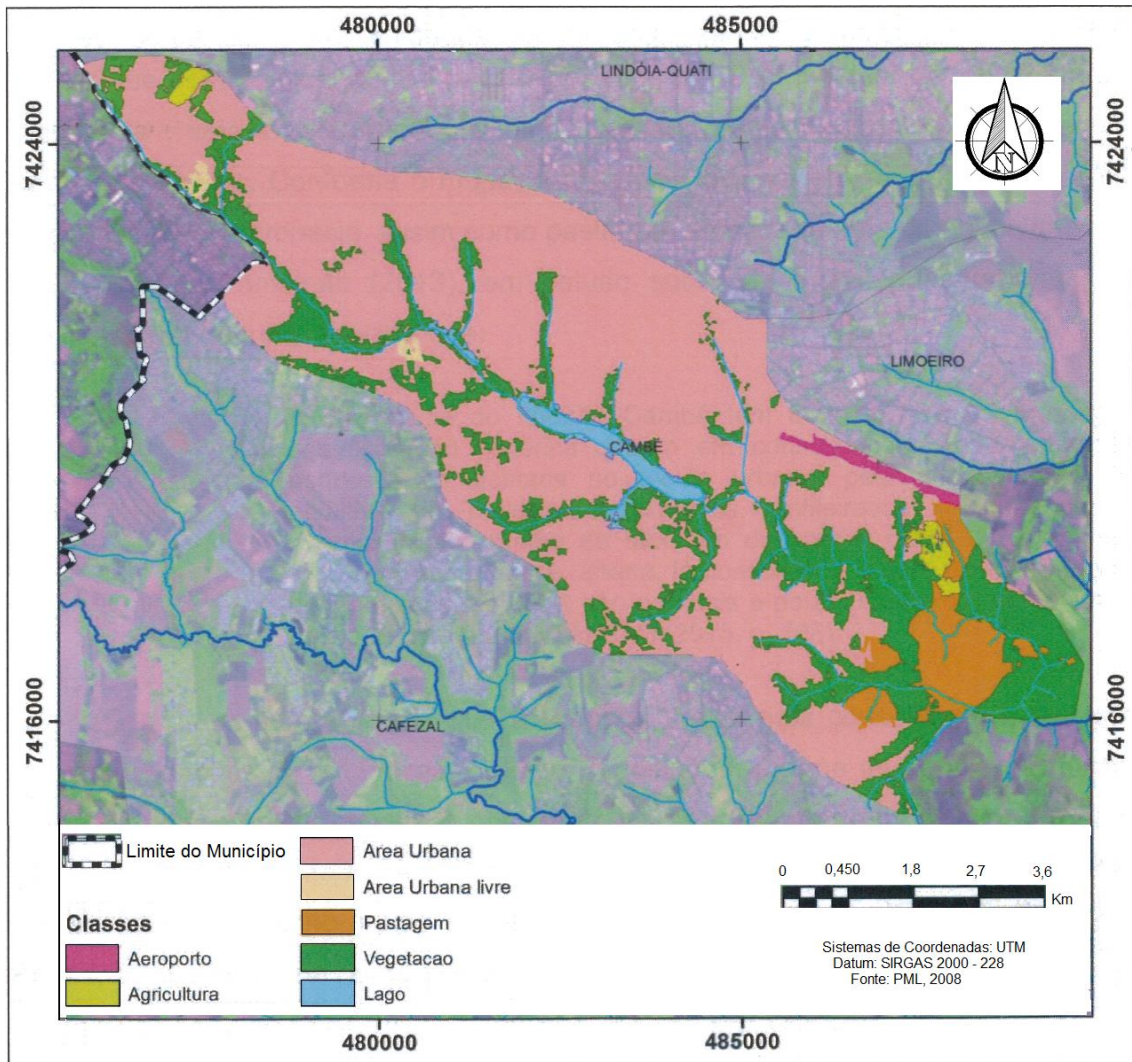 480000 485000
LINDÓIA-QUATI
7424000 7424000
N
LIMOEIRO
CAMBÉ
7416000 7416000
CAFEZAL
Limite do Município
Classes
Aeroporto
Agricultura
Area Urbana
Area Urbana livre
Pastagem
Vegetacao
Lago
0 0,450 1,8 2,7 3,6
Km
Sistemas de Coordenadas: UTM
Datum: SIRGAS 2000 - 228
Fonte: PML, 2008
480000 485000